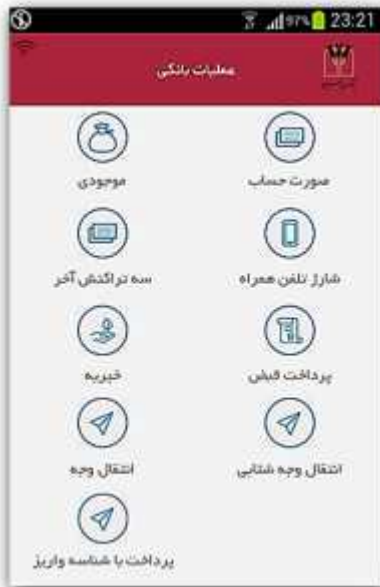 97% 23:21
عملیات بانکی
صورت حساب
موجودی
شارژ تلفن همراه
سه تراکنش آخر
پرداخت قبض
خیریه
انتقال وجه شتابی
انتقال وجه
پرداخت با شناسه واریز